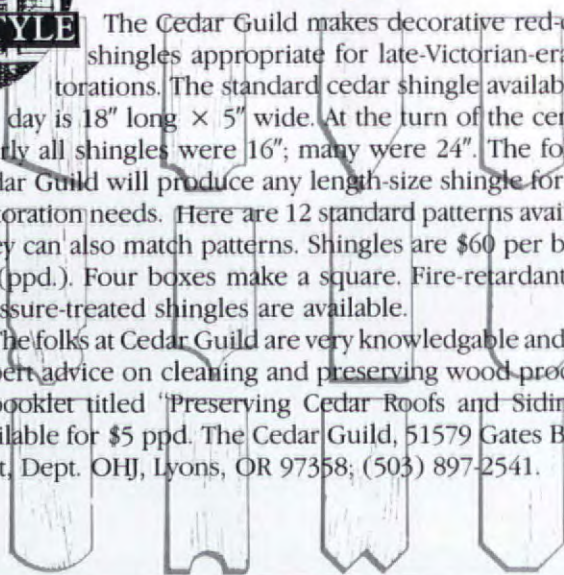 YLE The Cedar Guild makes decorative red-c
shingles appropriate for late-Victorian-era
torations. The standard cedar shingle availab
day is 18" long × 5" wide. At the turn of the cen
rly all shingles were 16"; many were 24". The fo
dar Guild will produce any length-size shingle for
toration needs. Here are 12 standard patterns avai
ey can also match patterns. Shingles are $60 per b
(ppd.). Four boxes make a square. Fire-retardant
ssure-treated shingles are available.
he folks at Cedar Guild are very knowledgable and
pert advice on cleaning and preserving wood proc
booklet titled "Preserving Cedar Roofs and Sidin
ilable for $5 ppd. The Cedar Guild, 51579 Gates B
t, Dept. OHJ, Lyons, OR 97358; (503) 897-2541.